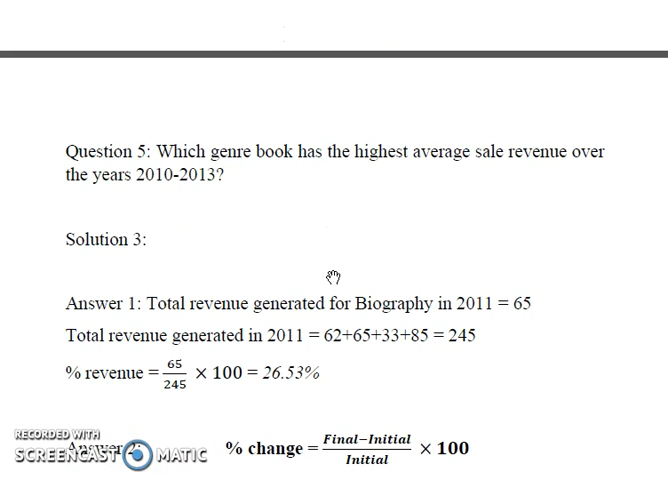 Question 5: Which genre book has the highest average sale revenue over
the years 2010-2013?
Solution 3:
Answer 1: Total revenue generated for Biography in 2011 = 65
Total revenue generated in 2011 = 62+65+33+85 = 245
% revenue = 65/245 × 100 = 26.53%
Answer 2: % change = Final−Initial/Initial × 100
RECORDED WITH
SCREENCAST MATIC